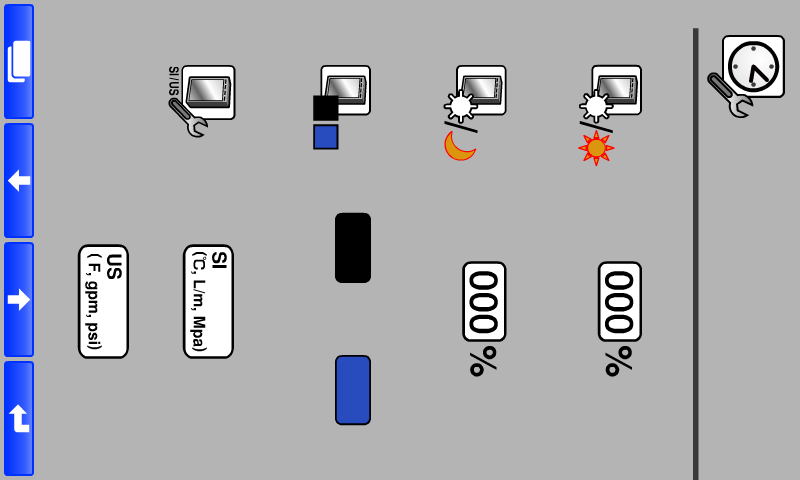 000 %
000 %
SI/US
SI
(°C, L/m, Mpa)
US
( F, gpm, psi)